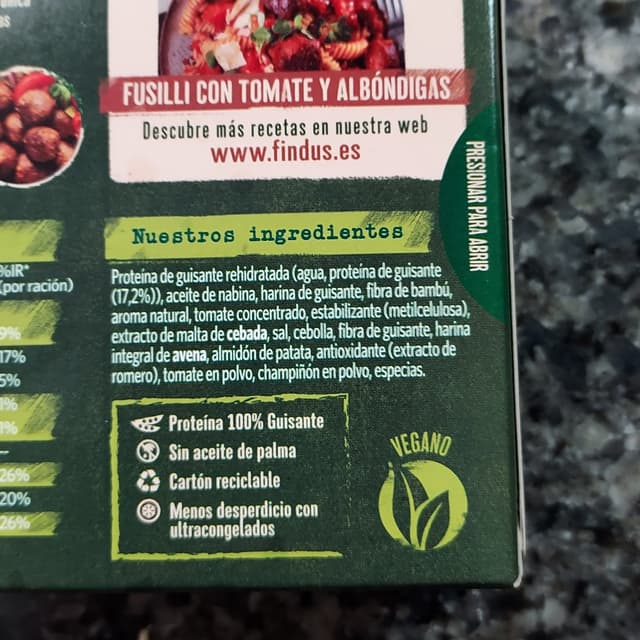 FUSILLI CON TOMATE Y ALBÓNDIGAS
Descubre más recetas en nuestra web
www.findus.es
PRESIONAR PARA ABRIR
Nuestros ingredientes
%IR*
(por ración)
9%
17%
5%
1%
1%
26%
20%
26%
Proteína de guisante rehidratada (agua, proteína de guisante
(17,2%)), aceite de nabina, harina de guisante, fibra de bambú,
aroma natural, tomate concentrado, estabilizante (metilcelulosa),
extracto de malta de cebada, sal, cebolla, fibra de guisante, harina
integral de avena, almidón de patata, antioxidante (extracto de
romero), tomate en polvo, champiñón en polvo, especias.
Proteína 100% Guisante
Sin aceite de palma
Cartón reciclable
Menos desperdicio con
ultracongelados
VEGANO